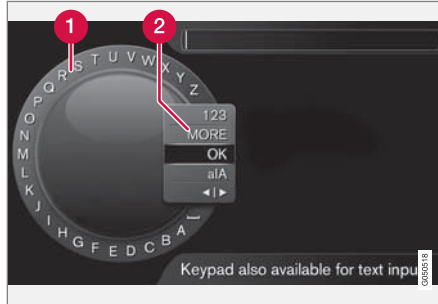 1
2
A B C D E F G H I J K L M N O P Q R S T U V W X Y Z
123
MORE
OK
a|A
◄|►
Keypad also available for text inpu
G050518